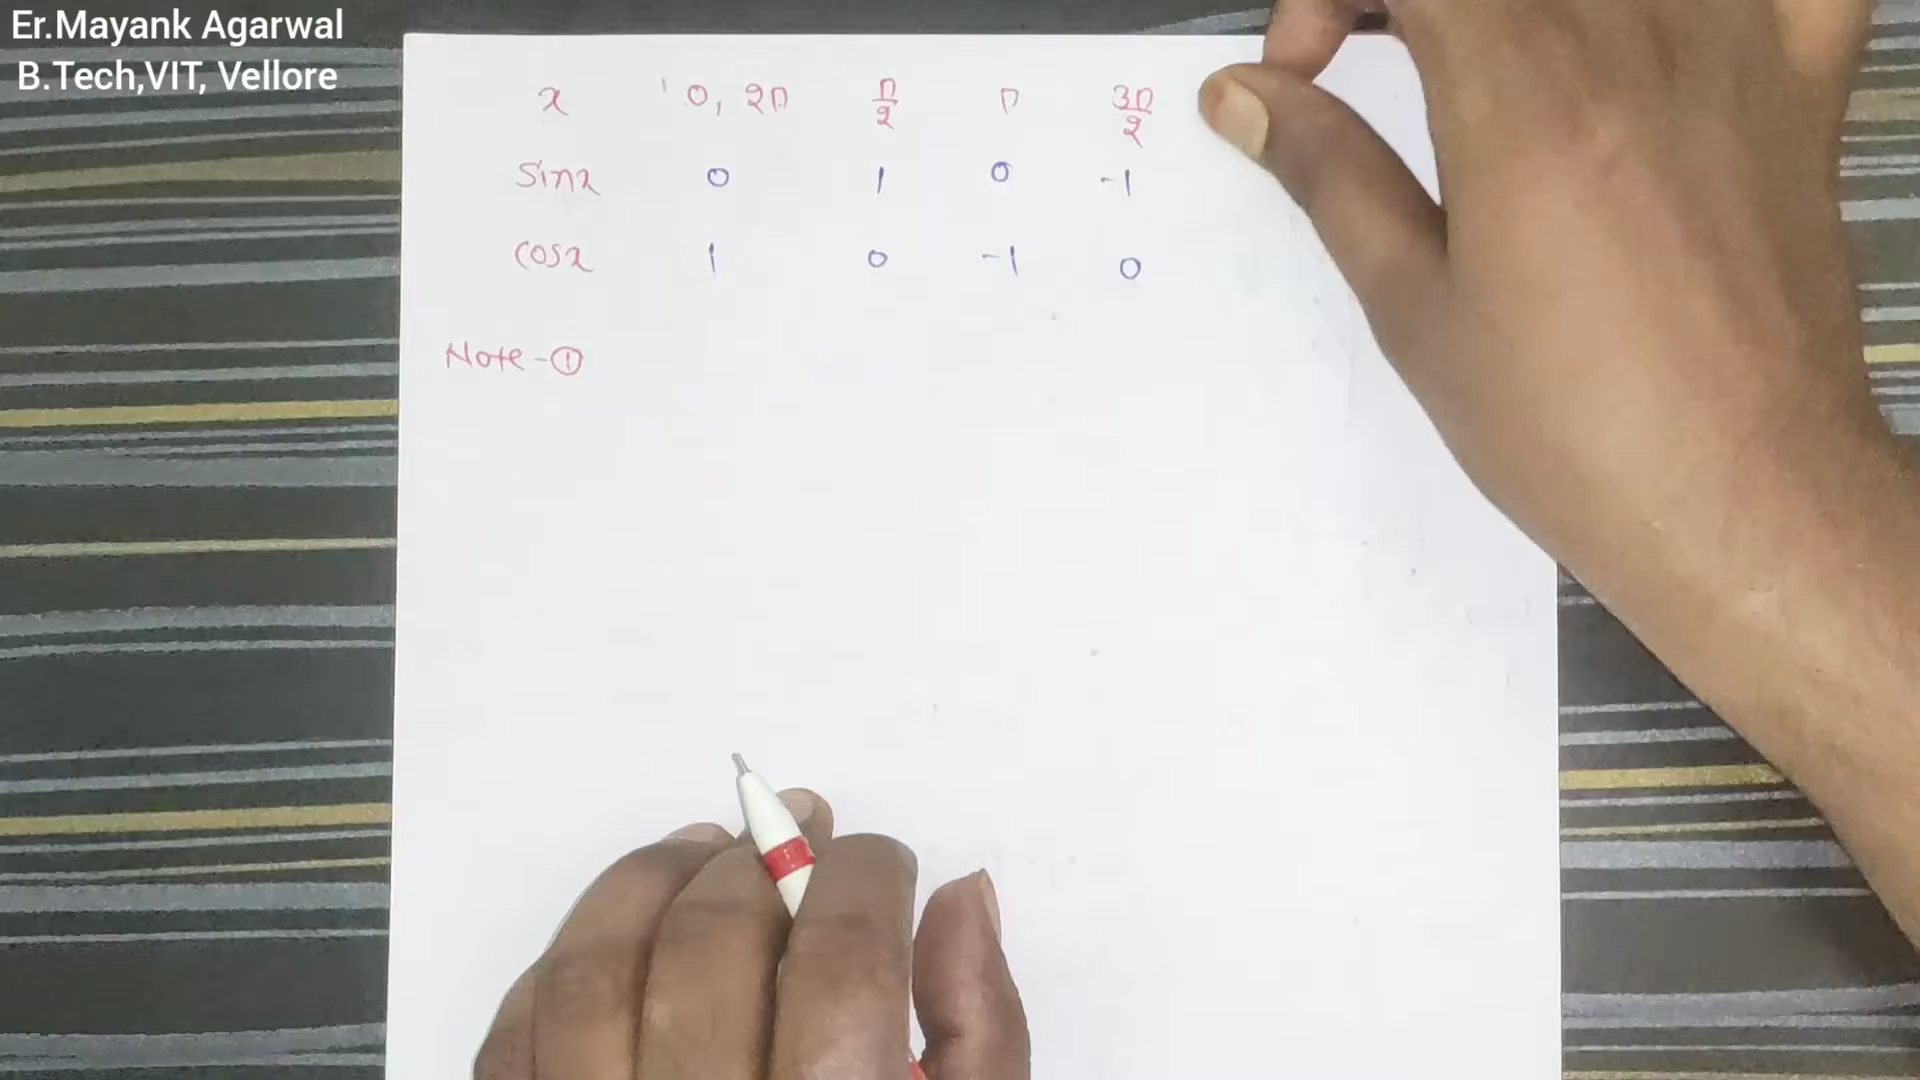 Er.Mayank Agarwal
B.Tech,VIT, Vellore
x 0, 2π π/2 π 3π/2
sinx 0 1 0 -1
cosx 1 0 -1 0
Note-①